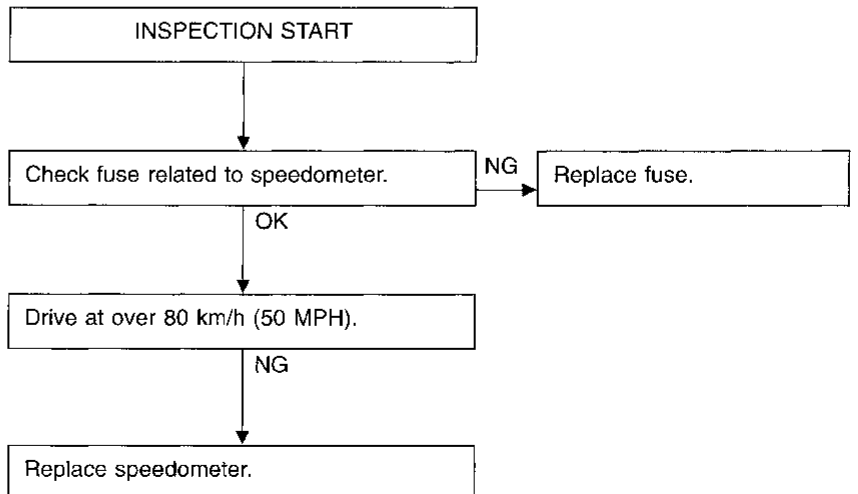 INSPECTION START
Check fuse related to speedometer.
NG
Replace fuse.
OK
Drive at over 80 km/h (50 MPH).
NG
Replace speedometer.